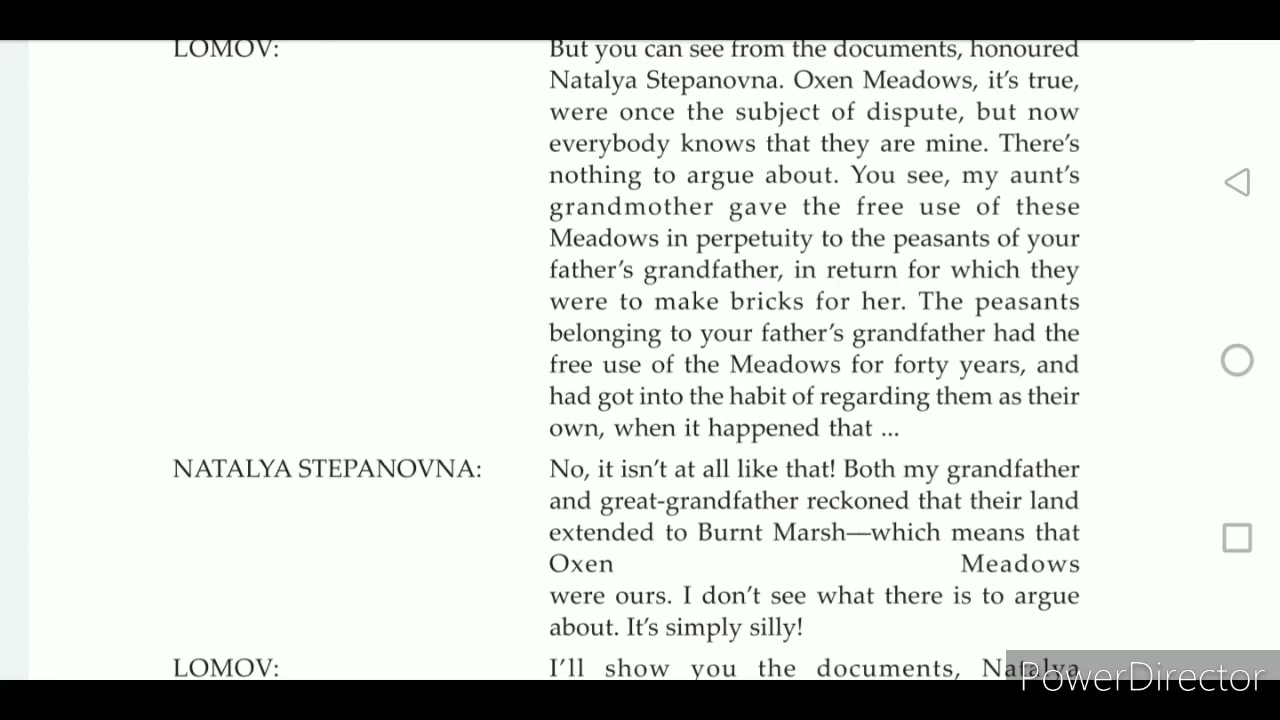 LOMOV: But you can see from the documents, honoured
Natalya Stepanovna. Oxen Meadows, it's true,
were once the subject of dispute, but now
everybody knows that they are mine. There's
nothing to argue about. You see, my aunt's
grandmother gave the free use of these
Meadows in perpetuity to the peasants of your
father's grandfather, in return for which they
were to make bricks for her. The peasants
belonging to your father's grandfather had the
free use of the Meadows for forty years, and
had got into the habit of regarding them as their
own, when it happened that ...
NATALYA STEPANOVNA: No, it isn't at all like that! Both my grandfather
and great-grandfather reckoned that their land
extended to Burnt Marsh—which means that
Oxen Meadows
were ours. I don't see what there is to argue
about. It's simply silly!
LOMOV: I'll show you the documents, Natalya
PowerDirector